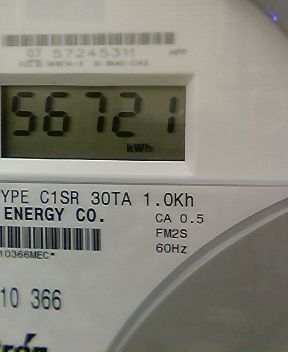 07 57245311
56721
kWh
YPE C1SR 30TA 1.0Kh
ENERGY CO.
CA 0.5
FM2S
60Hz
10366MEC*
10 366